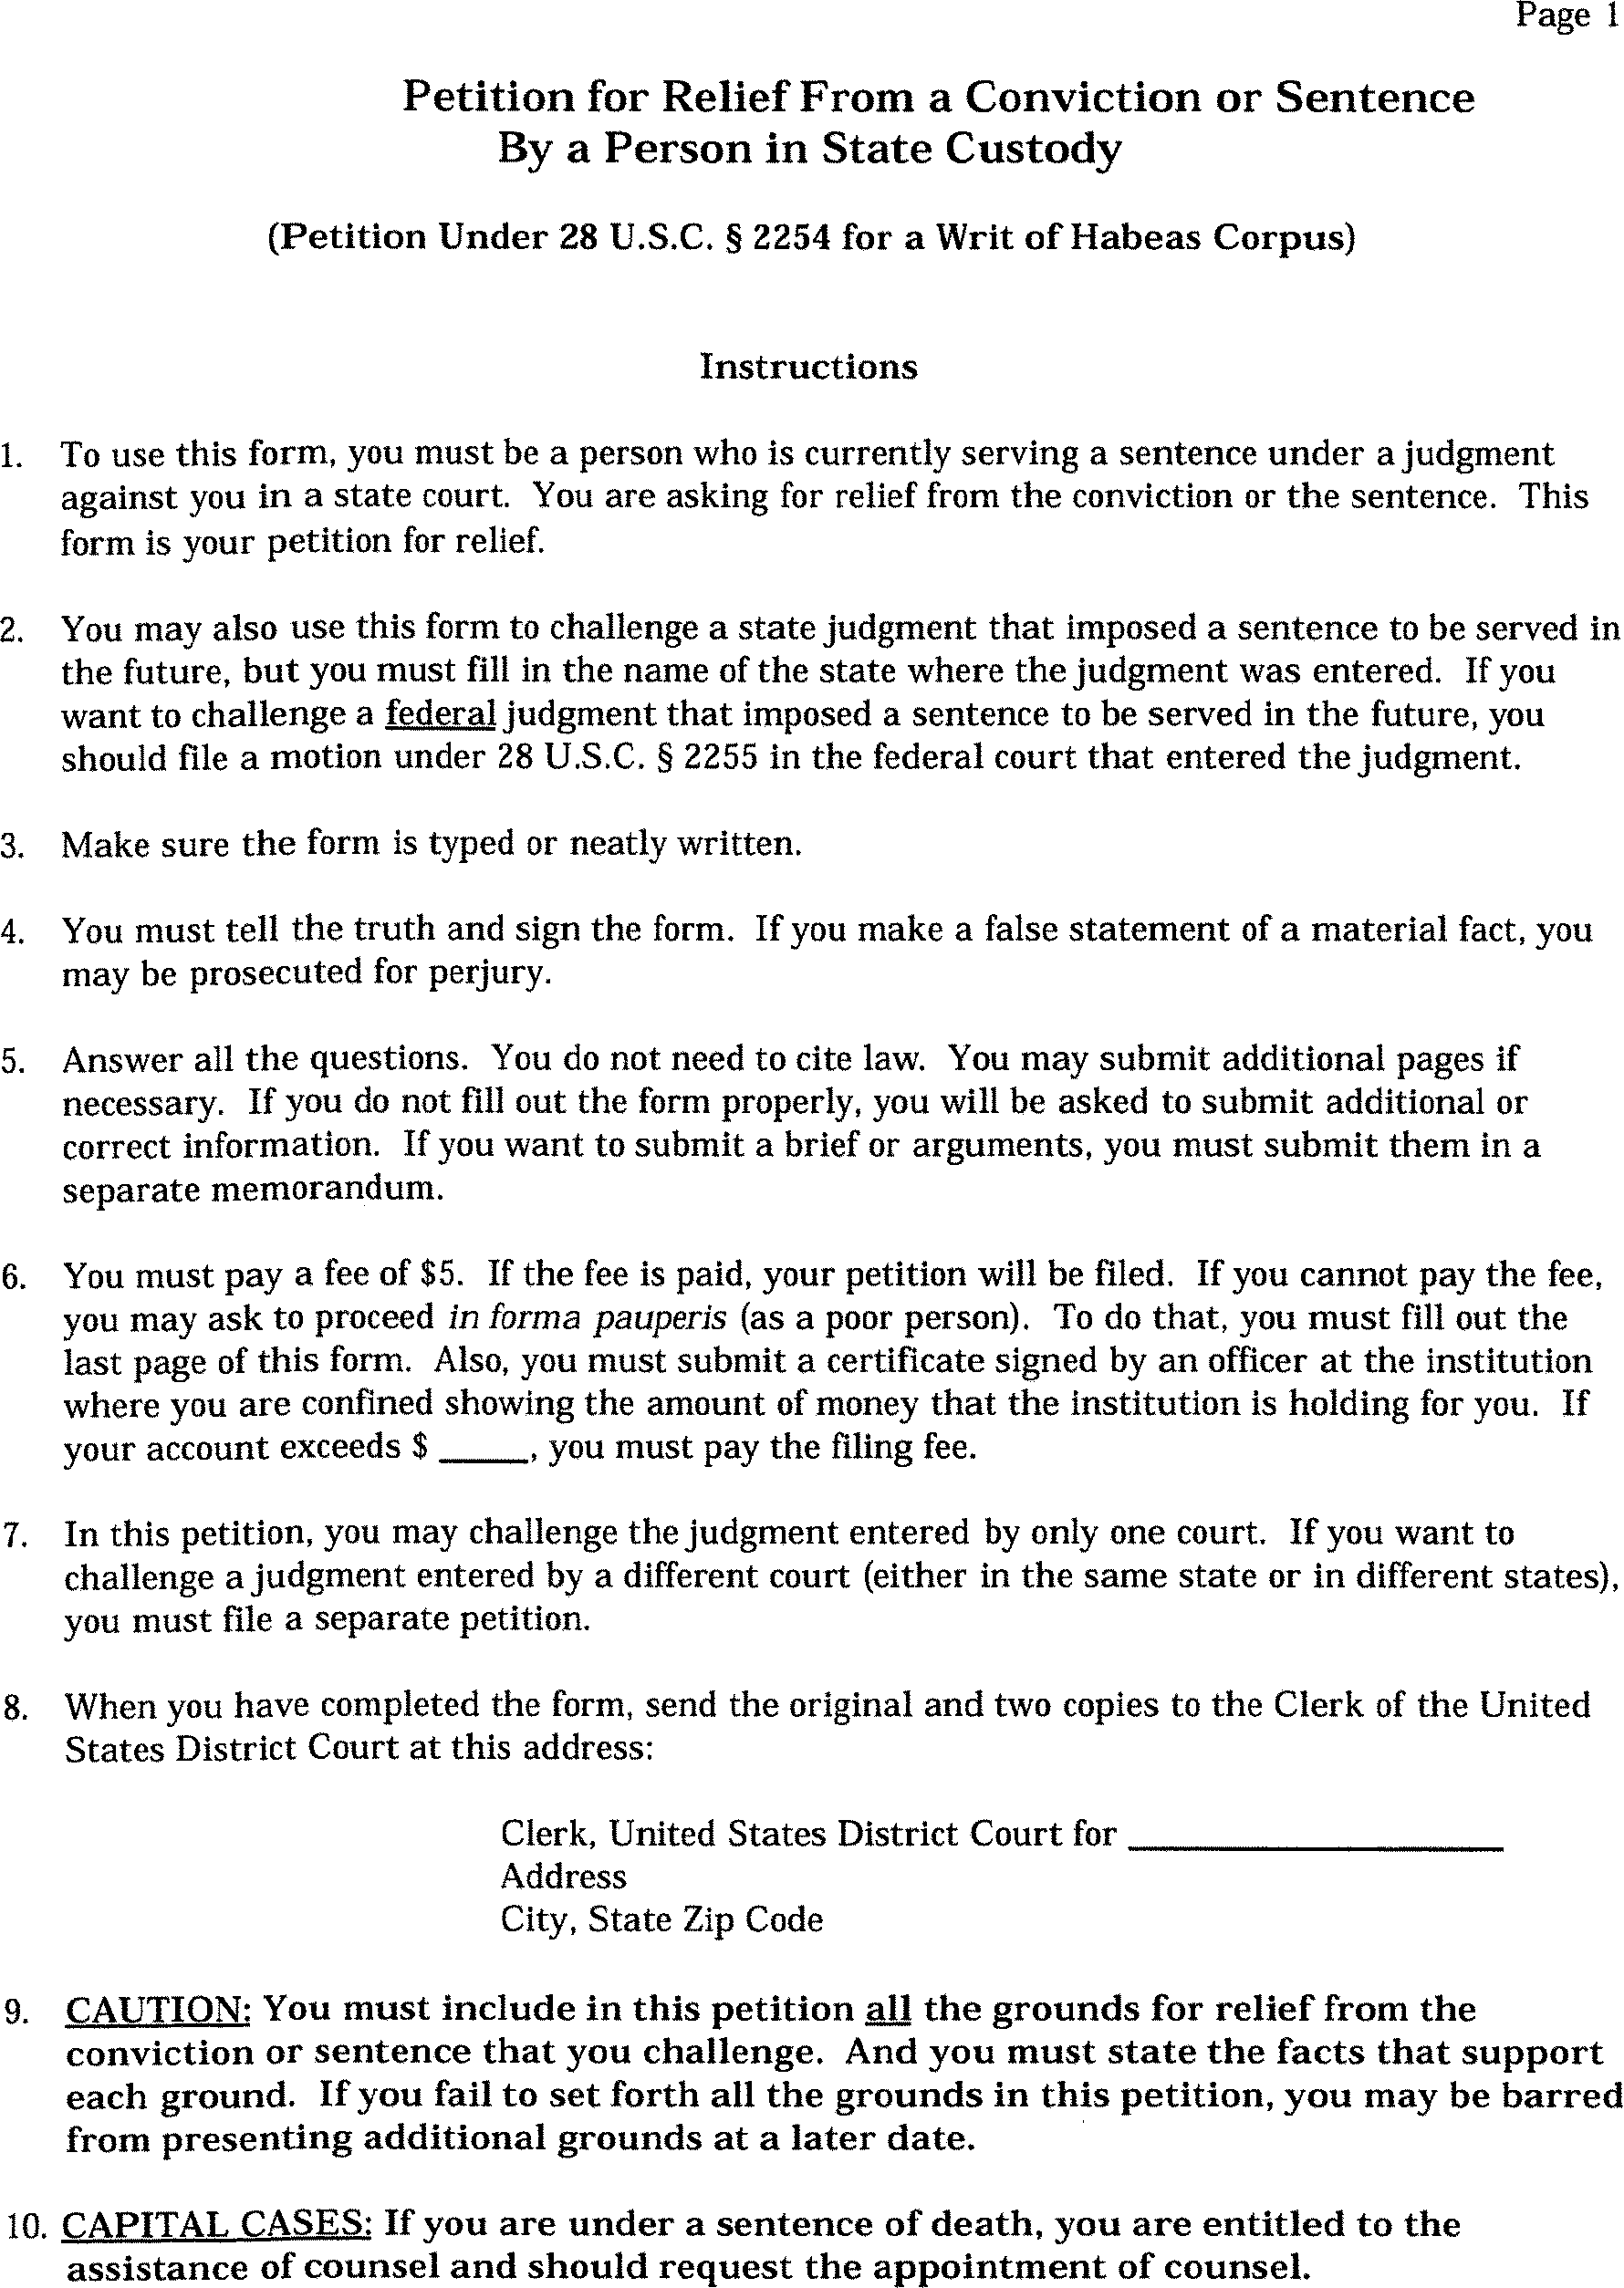 Page 1
Petition for Relief From a Conviction or Sentence
By a Person in State Custody
(Petition Under 28 U.S.C. § 2254 for a Writ of Habeas Corpus)
Instructions
1. To use this form, you must be a person who is currently serving a sentence under a judgment
against you in a state court. You are asking for relief from the conviction or the sentence. This
form is your petition for relief.
2. You may also use this form to challenge a state judgment that imposed a sentence to be served in
the future, but you must fill in the name of the state where the judgment was entered. If you
want to challenge a federal judgment that imposed a sentence to be served in the future, you
should file a motion under 28 U.S.C. § 2255 in the federal court that entered the judgment.
3. Make sure the form is typed or neatly written.
4. You must tell the truth and sign the form. If you make a false statement of a material fact, you
may be prosecuted for perjury.
5. Answer all the questions. You do not need to cite law. You may submit additional pages if
necessary. If you do not fill out the form properly, you will be asked to submit additional or
correct information. If you want to submit a brief or arguments, you must submit them in a
separate memorandum.
6. You must pay a fee of $5. If the fee is paid, your petition will be filed. If you cannot pay the fee,
you may ask to proceed in forma pauperis (as a poor person). To do that, you must fill out the
last page of this form. Also, you must submit a certificate signed by an officer at the institution
where you are confined showing the amount of money that the institution is holding for you. If
your account exceeds $ _____, you must pay the filing fee.
7. In this petition, you may challenge the judgment entered by only one court. If you want to
challenge a judgment entered by a different court (either in the same state or in different states),
you must file a separate petition.
8. When you have completed the form, send the original and two copies to the Clerk of the United
States District Court at this address:
Clerk, United States District Court for ____________________
Address
City, State Zip Code
9. CAUTION: You must include in this petition all the grounds for relief from the
conviction or sentence that you challenge. And you must state the facts that support
each ground. If you fail to set forth all the grounds in this petition, you may be barred
from presenting additional grounds at a later date.
10. CAPITAL CASES: If you are under a sentence of death, you are entitled to the
assistance of counsel and should request the appointment of counsel.